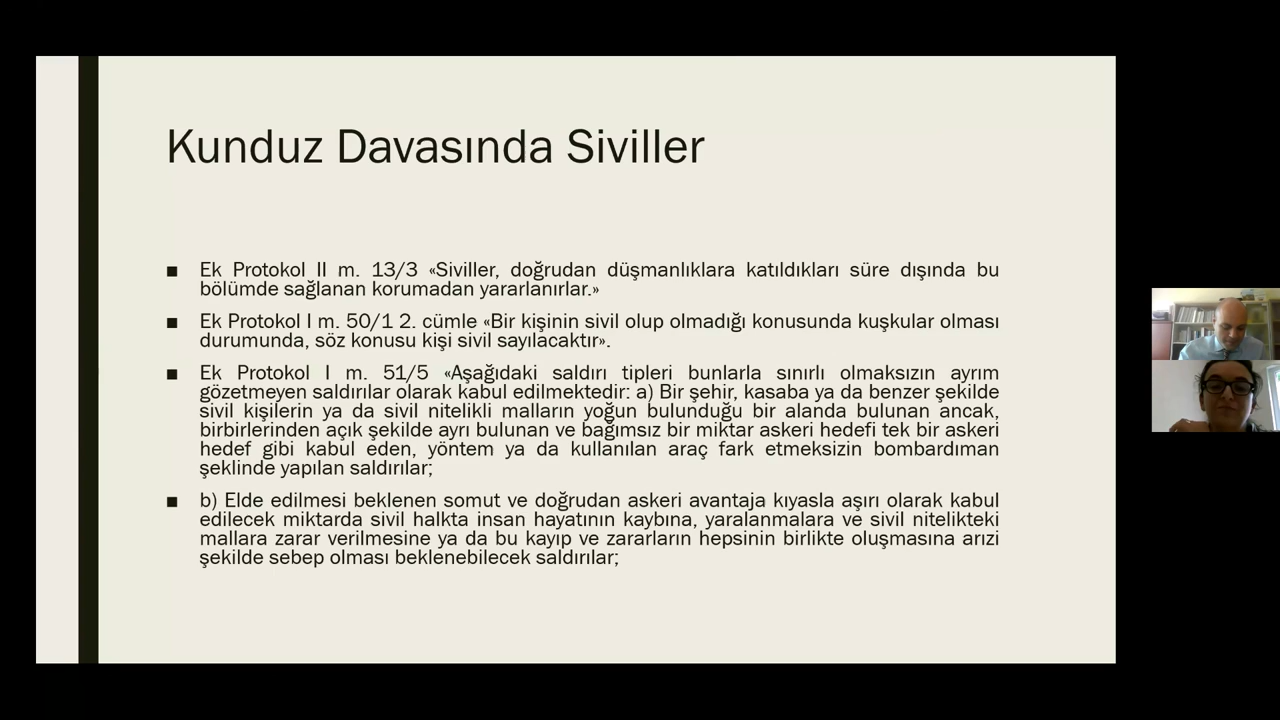 Kunduz Davasında Siviller
■ Ek Protokol II m. 13/3 «Siviller, doğrudan düşmanlıklara katıldıkları süre dışında bu
bölümde sağlanan korumadan yararlanırlar.»
■ Ek Protokol I m. 50/1 2. cümle «Bir kişinin sivil olup olmadığı konusunda kuşkular olması
durumunda, söz konusu kişi sivil sayılacaktır».
■ Ek Protokol I m. 51/5 «Aşağıdaki saldırı tipleri bunlarla sınırlı olmaksızın ayrım
gözetmeyen saldırılar olarak kabul edilmektedir: a) Bir şehir, kasaba ya da benzer şekilde
sivil kişilerin ya da sivil nitelikli malların yoğun bulunduğu bir alanda bulunan ancak,
birbirlerinden açık şekilde ayrı bulunan ve bağımsız bir miktar askeri hedefi tek bir askeri
hedef gibi kabul eden, yöntem ya da kullanılan araç fark etmeksizin bombardıman
şeklinde yapılan saldırılar;
■ b) Elde edilmesi beklenen somut ve doğrudan askeri avantaja kıyasla aşırı olarak kabul
edilecek miktarda sivil halkta insan hayatının kaybına, yaralanmalara ve sivil nitelikteki
mallara zarar verilmesine ya da bu kayıp ve zararların hepsinin birlikte oluşmasına arızi
şekilde sebep olması beklenebilecek saldırılar;